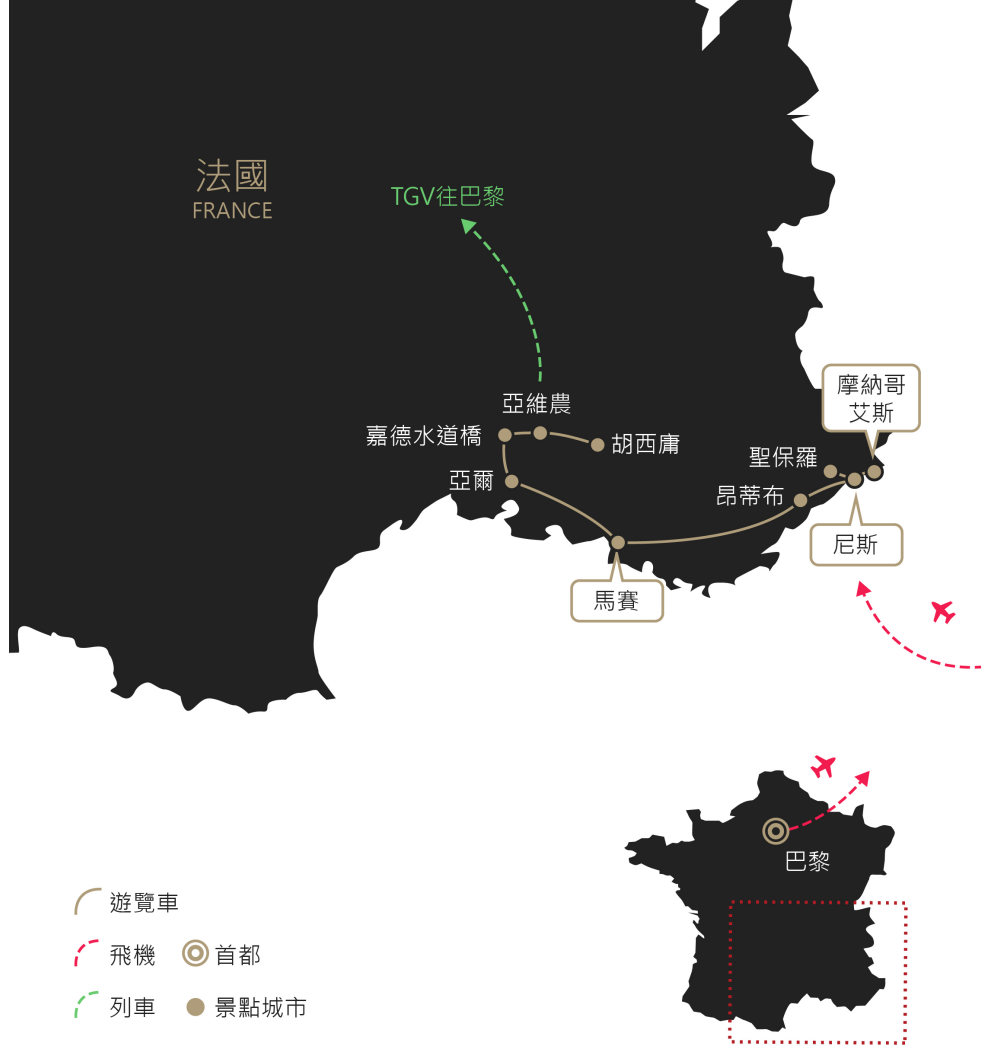 法國
FRANCE
TGV往巴黎
摩納哥
艾斯
亞維農
嘉德水道橋
胡西庸
聖保羅
亞爾
昂蒂布
尼斯
馬賽
巴黎
遊覽車
飛機
首都
列車
景點城市